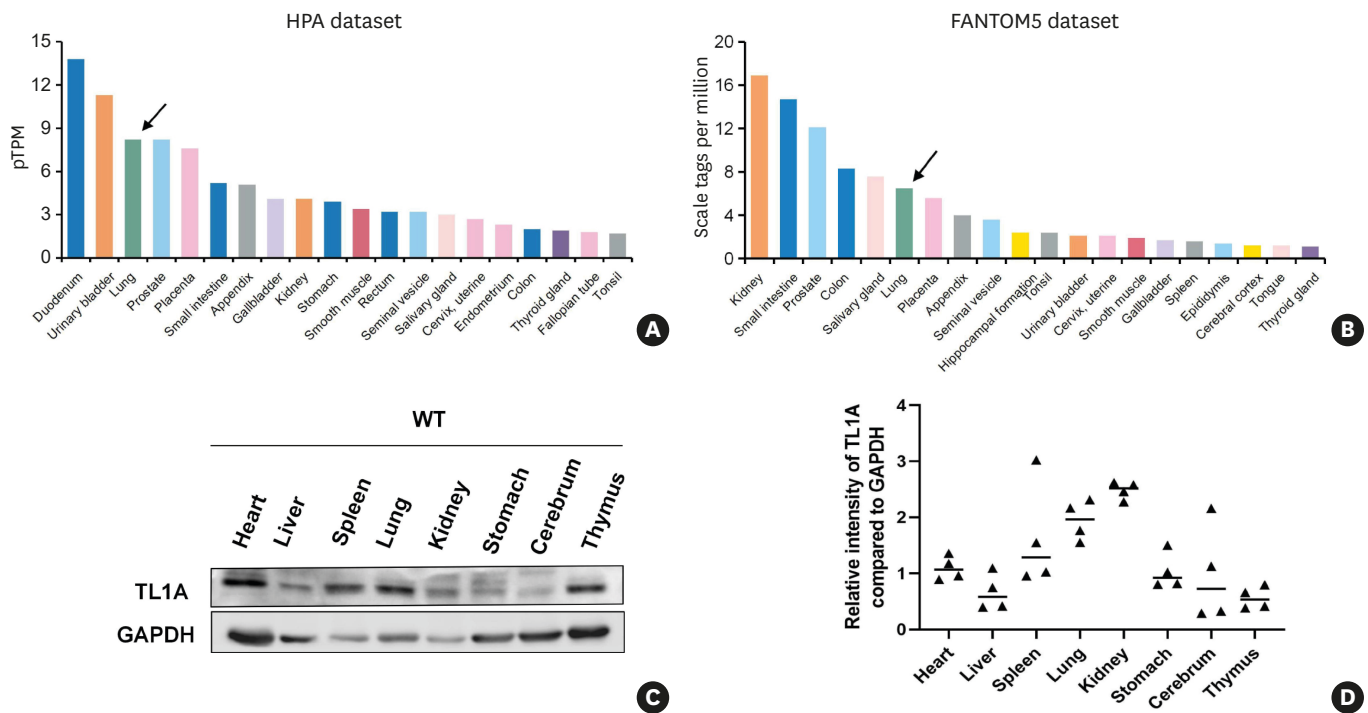 HPA dataset
pTPM
15
12
9
6
3
0
Duodenum
Urinary bladder
Lung
Prostate
Placenta
Small intestine
Appendix
Gallbladder
Kidney
Stomach
Smooth muscle
Rectum
Seminal vesicle
Salivary gland
Cervix, uterine
Endometrium
Colon
Thyroid gland
Fallopian tube
Tonsil
A
FANTOM5 dataset
Scale tags per million
20
16
12
8
4
0
Kidney
Small intestine
Prostate
Colon
Salivary gland
Lung
Placenta
Appendix
Seminal vesicle
Hippocampal formation
Tonsil
Urinary bladder
Cervix, uterine
Smooth muscle
Gallbladder
Spleen
Epididymis
Cerebral cortex
Tongue
Thyroid gland
B
WT
Heart
Liver
Spleen
Lung
Kidney
Stomach
Cerebrum
Thymus
TL1A
GAPDH
C
Relative intensity of TL1A
compared to GAPDH
4
3
2
1
0
Heart
Liver
Spleen
Lung
Kidney
Stomach
Cerebrum
Thymus
D